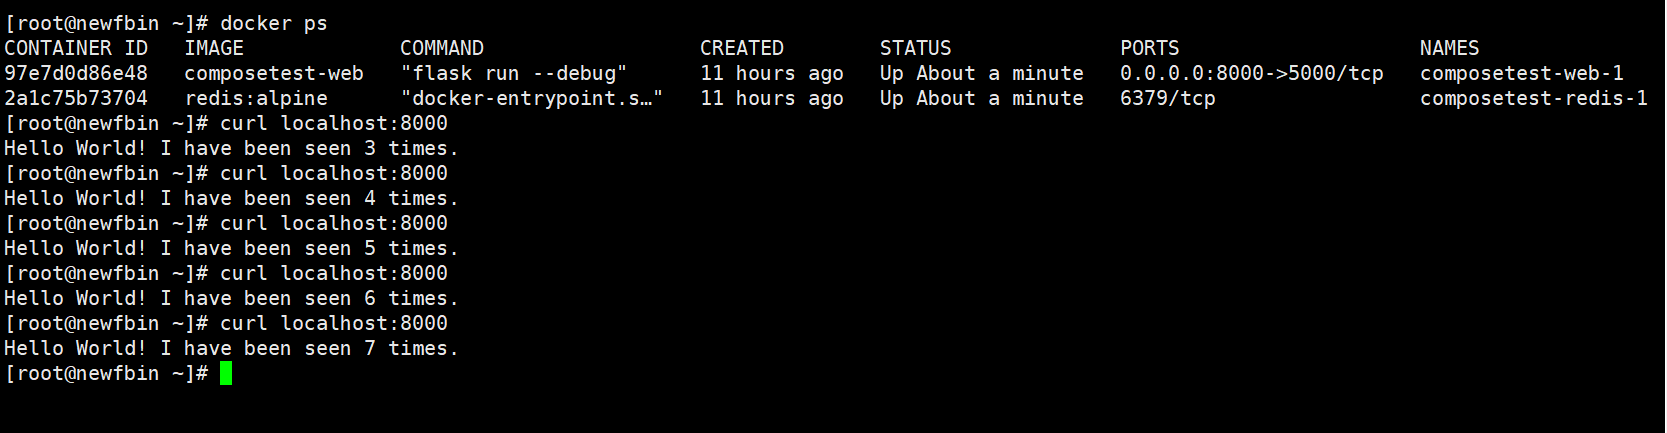 [root@newfbin ~]# docker ps
CONTAINER ID   IMAGE             COMMAND                  CREATED        STATUS              PORTS                    NAMES
97e7d0d86e48   composetest-web   "flask run --debug"      11 hours ago   Up About a minute   0.0.0.0:8000->5000/tcp   composetest-web-1
2a1c75b73704   redis:alpine      "docker-entrypoint.s…"   11 hours ago   Up About a minute   6379/tcp                 composetest-redis-1
[root@newfbin ~]# curl localhost:8000
Hello World! I have been seen 3 times.
[root@newfbin ~]# curl localhost:8000
Hello World! I have been seen 4 times.
[root@newfbin ~]# curl localhost:8000
Hello World! I have been seen 5 times.
[root@newfbin ~]# curl localhost:8000
Hello World! I have been seen 6 times.
[root@newfbin ~]# curl localhost:8000
Hello World! I have been seen 7 times.
[root@newfbin ~]#